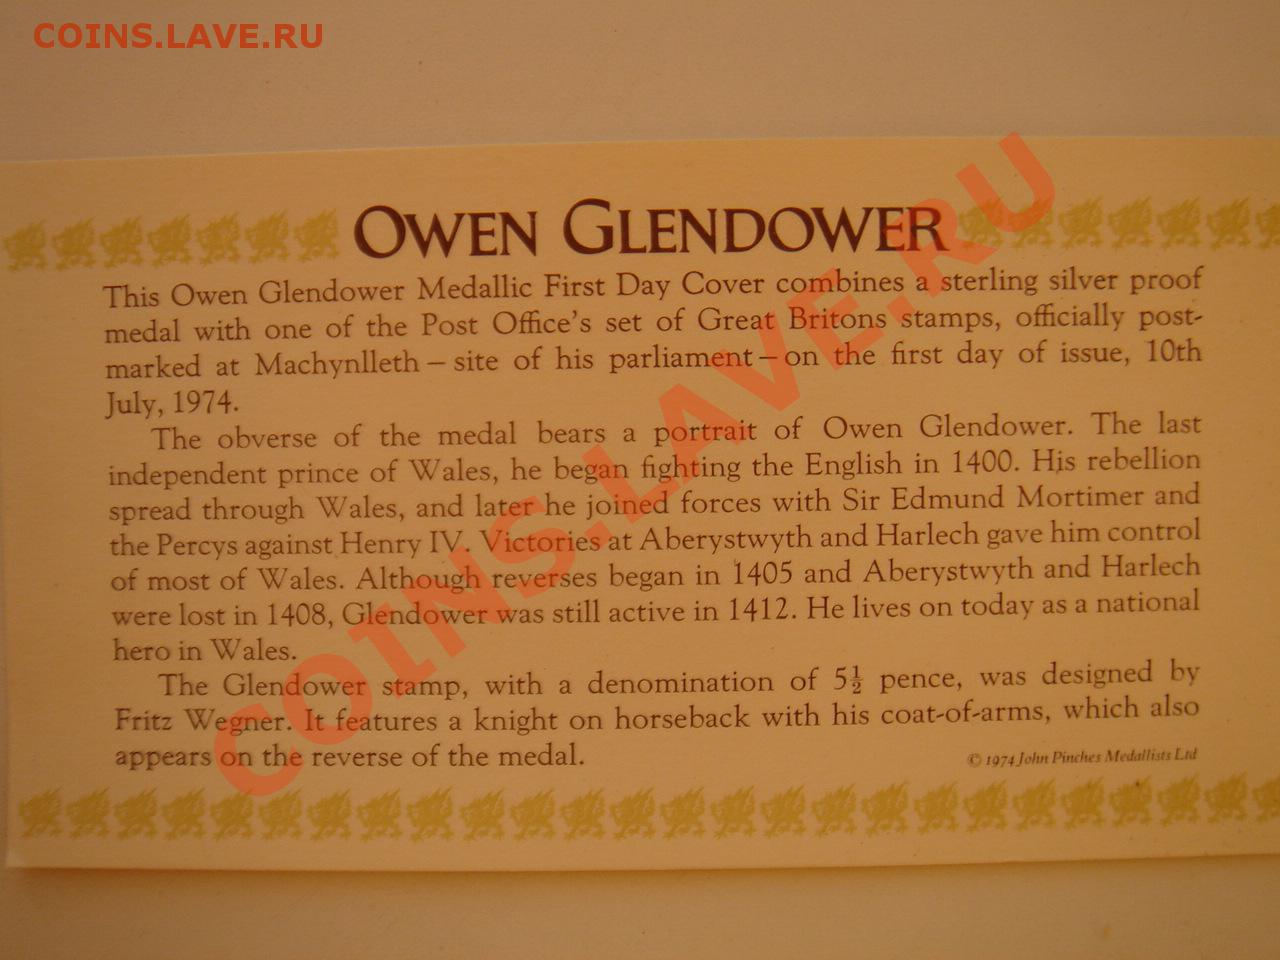 COINS.LAVE.RU
OWEN GLENDOWER
This Owen Glendower Medallic First Day Cover combines a sterling silver proof
medal with one of the Post Office's set of Great Britons stamps, officially post-
marked at Machynlleth – site of his parliament – on the first day of issue, 10th
July, 1974.
The obverse of the medal bears a portrait of Owen Glendower. The last
independent prince of Wales, he began fighting the English in 1400. His rebellion
spread through Wales, and later he joined forces with Sir Edmund Mortimer and
the Percys against Henry IV. Victories at Aberystwyth and Harlech gave him control
of most of Wales. Although reverses began in 1405 and Aberystwyth and Harlech
were lost in 1408, Glendower was still active in 1412. He lives on today as a national
hero in Wales.
The Glendower stamp, with a denomination of 5½ pence, was designed by
Fritz Wegner. It features a knight on horseback with his coat-of-arms, which also
appears on the reverse of the medal.
© 1974 John Pinches Medallists Ltd
COINS.LAVE.RU